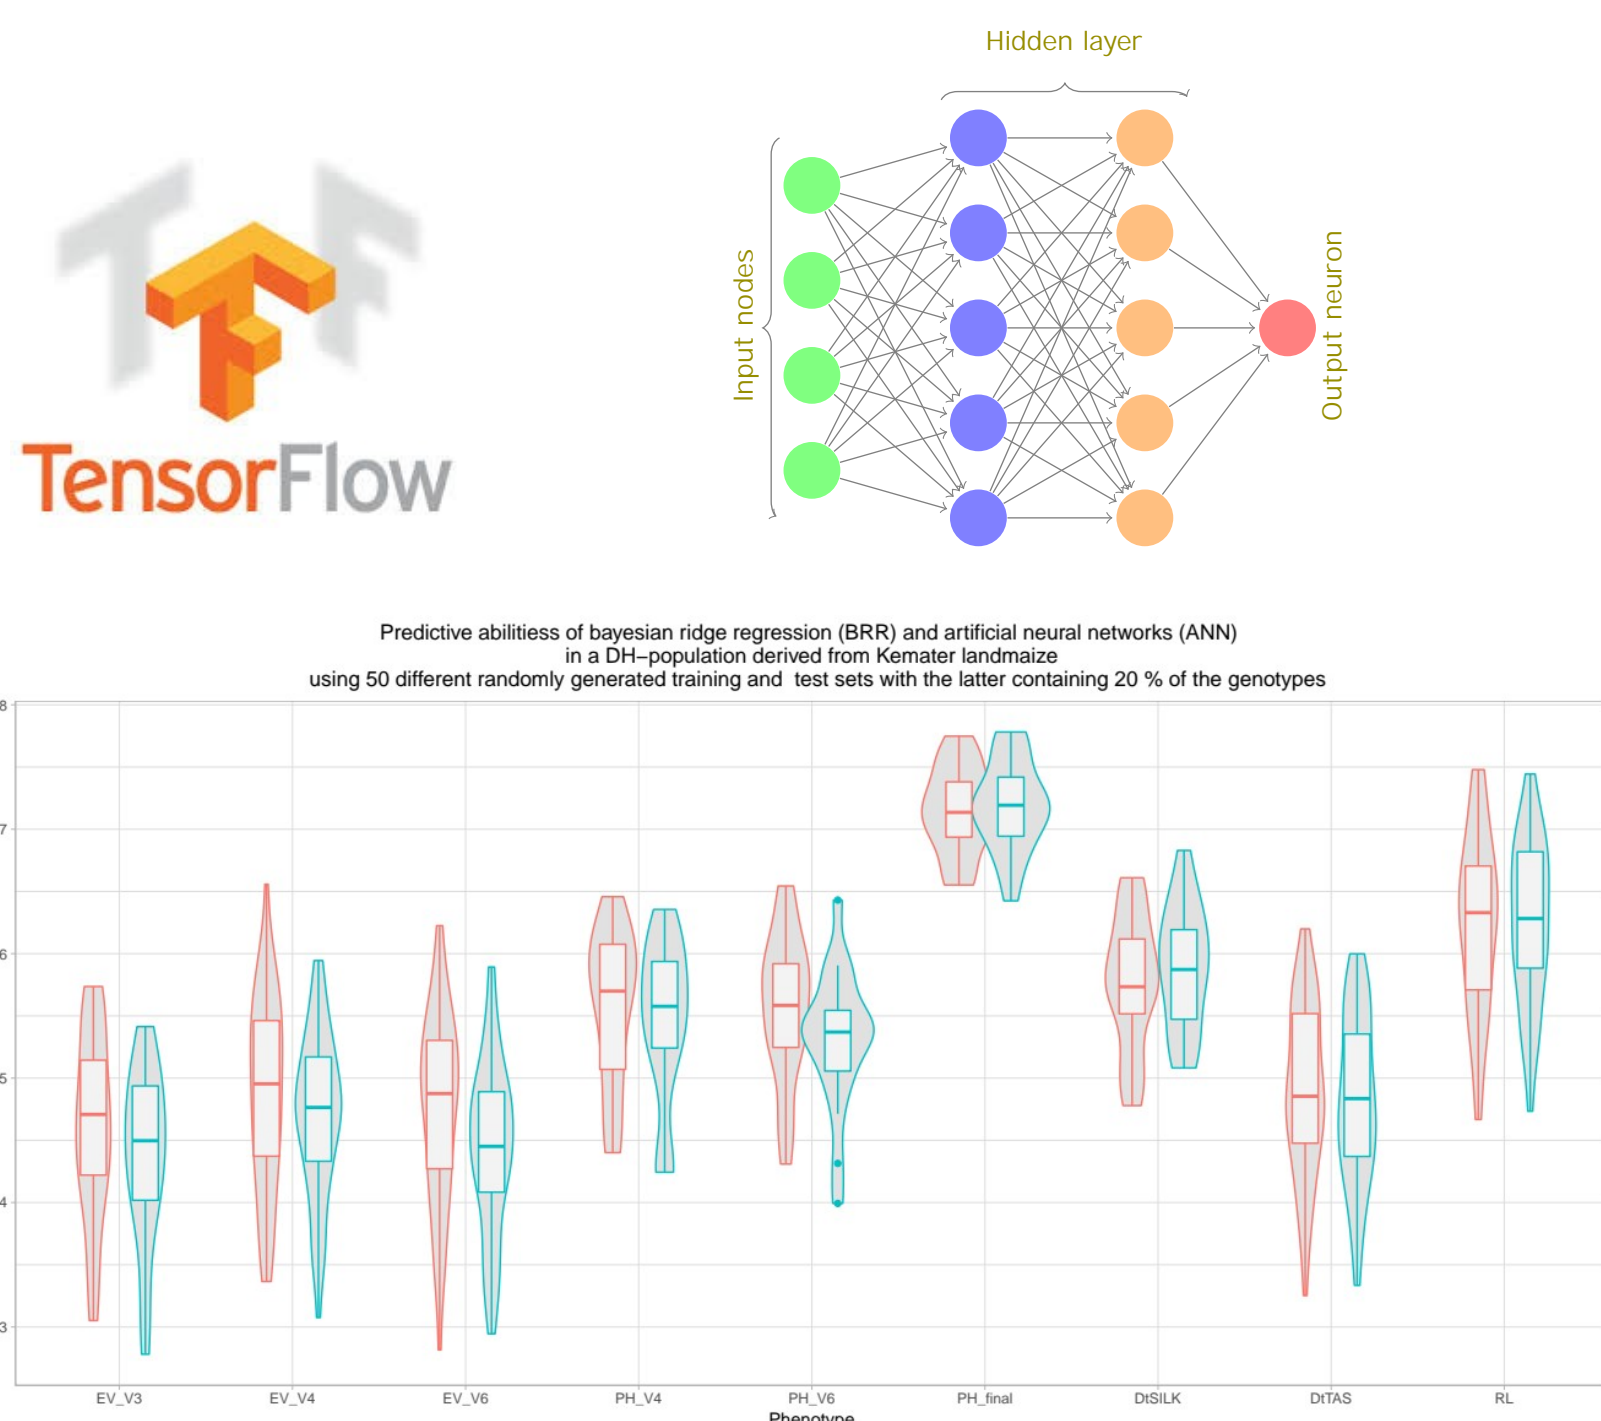 Hidden layer
Input nodes
Output neuron
TensorFlow
Predictive abilitiess of bayesian ridge regression (BRR) and artificial neural networks (ANN)
in a DH−population derived from Kemater landmaize
using 50 different randomly generated training and  test sets with the latter containing 20 % of the genotypes
8
7
6
5
4
3
EV_V3 EV_V4 EV_V6 PH_V4 PH_V6 PH_final DtSILK DtTAS RL
Phenotype